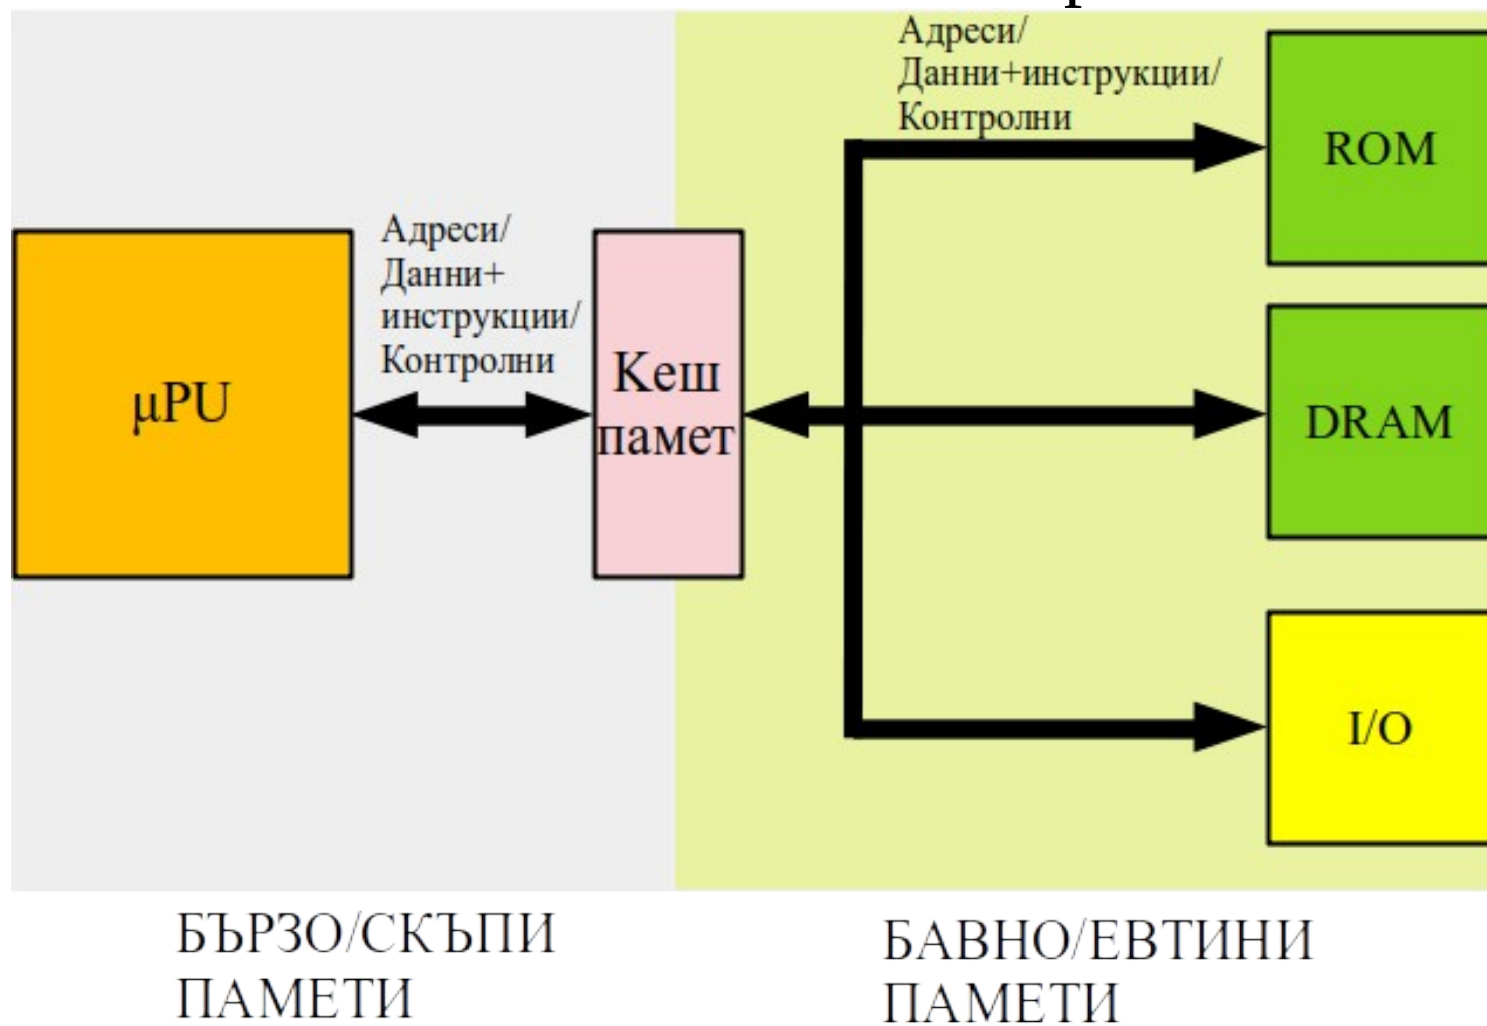 Адреси/
Данни+инструкции/
Контролни
ROM
Адреси/
Данни+
инструкции/
Контролни
μPU
Кеш
памет
DRAM
I/O
БЪРЗО/СКЪПИ
ПАМЕТИ
БАВНО/ЕВТИНИ
ПАМЕТИ